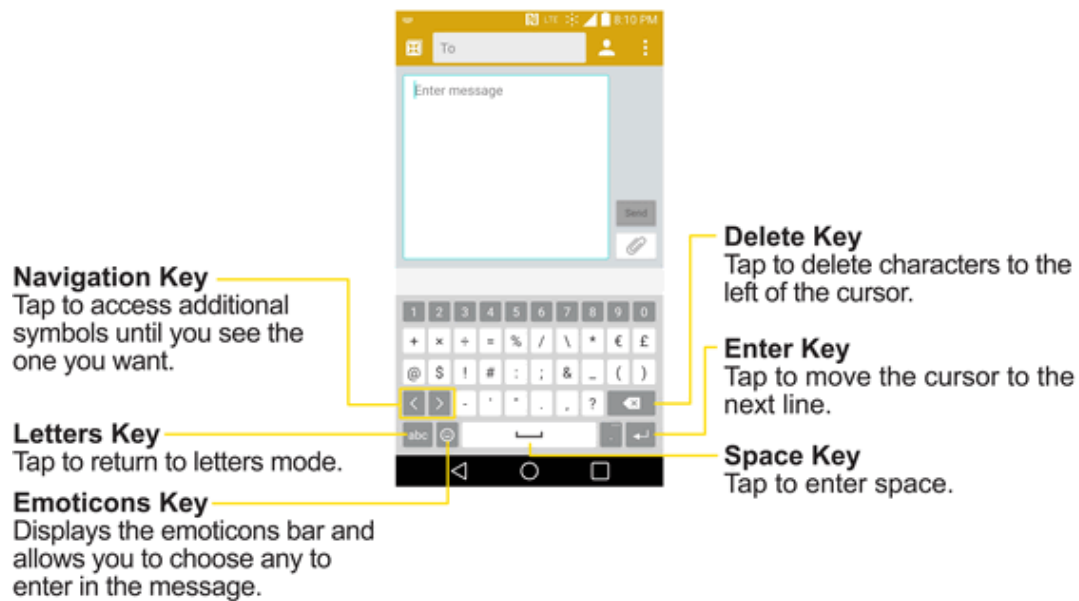 N LTE 8:10 PM
To
Enter message
Send
1 2 3 4 5 6 7 8 9 0
+ × ÷ = % / \ * € £
@ $ ! # : ; & _ ( )
< > - ' " . , ?
abc .
Navigation Key
Tap to access additional
symbols until you see the
one you want.
Letters Key
Tap to return to letters mode.
Emoticons Key
Displays the emoticons bar and
allows you to choose any to
enter in the message.
Delete Key
Tap to delete characters to the
left of the cursor.
Enter Key
Tap to move the cursor to the
next line.
Space Key
Tap to enter space.